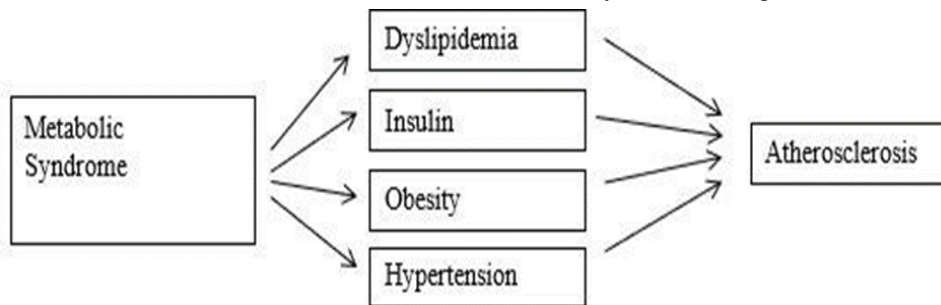 Metabolic
Syndrome
Dyslipidemia
Insulin
Obesity
Hypertension
Atherosclerosis